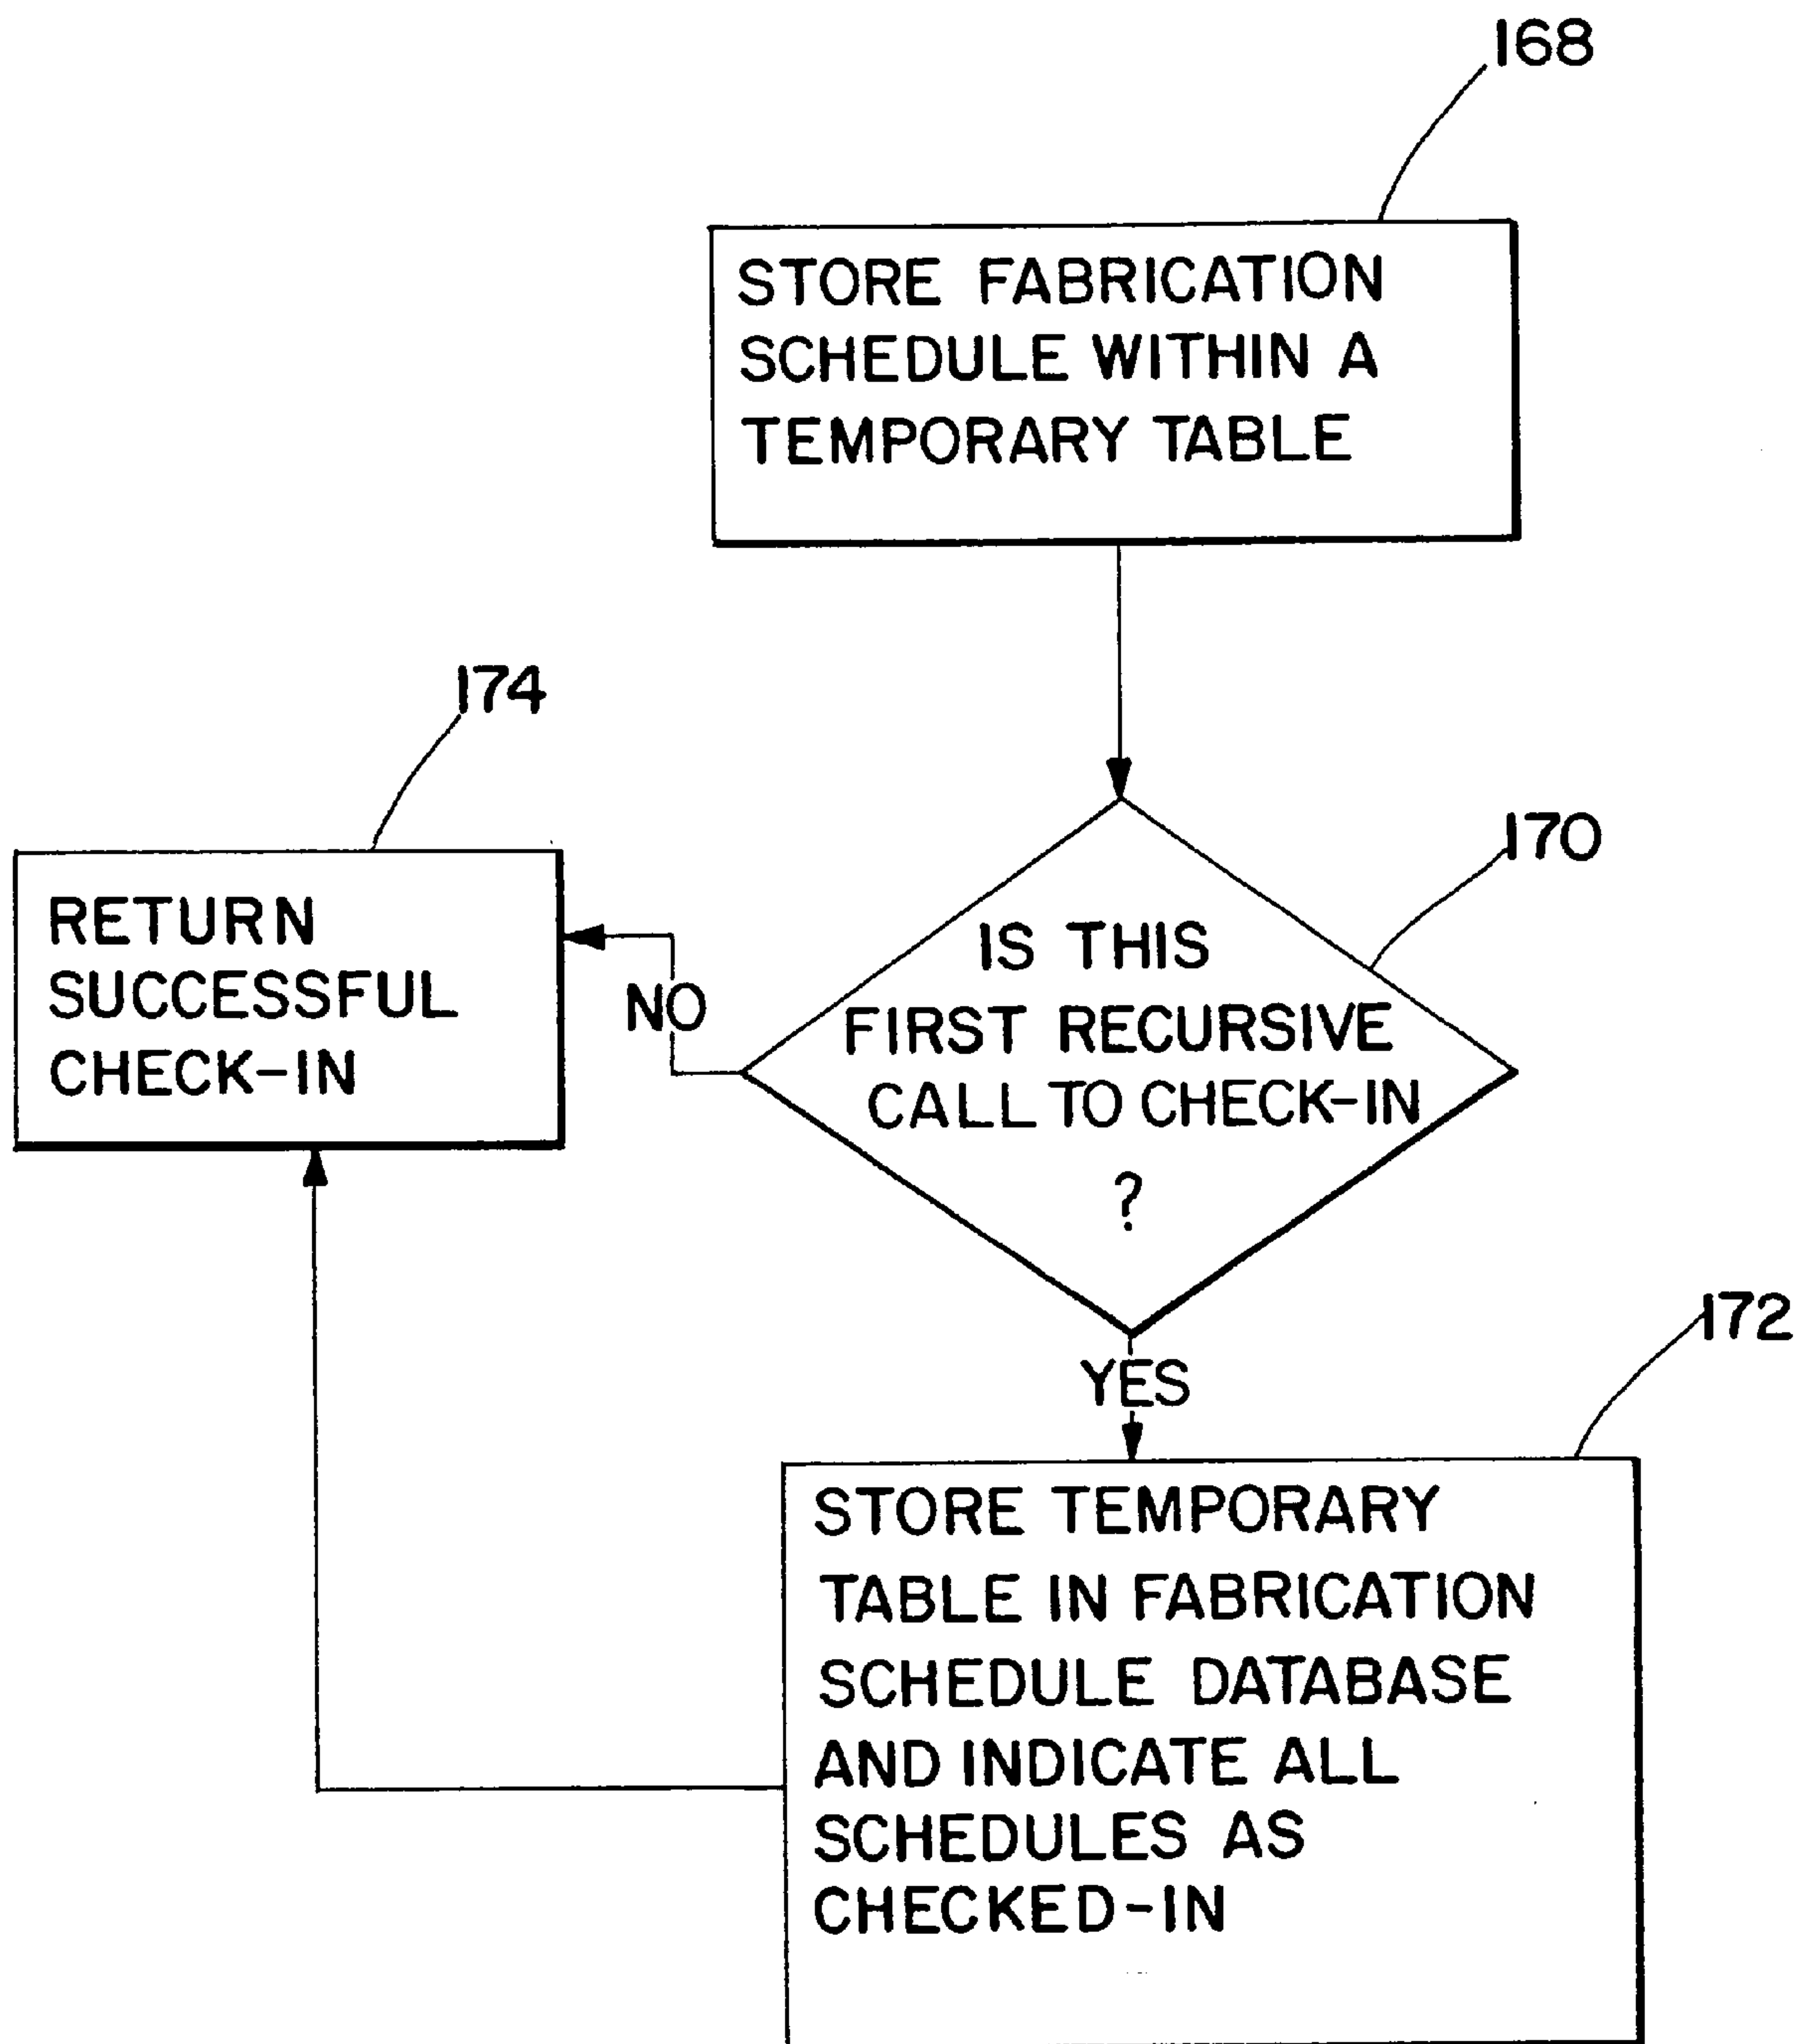 168
STORE FABRICATION
SCHEDULE WITHIN A
TEMPORARY TABLE
174
RETURN
SUCCESSFUL
CHECK-IN
NO
170
IS THIS
FIRST RECURSIVE
CALL TO CHECK-IN
?
YES
172
STORE TEMPORARY
TABLE IN FABRICATION
SCHEDULE DATABASE
AND INDICATE ALL
SCHEDULES AS
CHECKED-IN